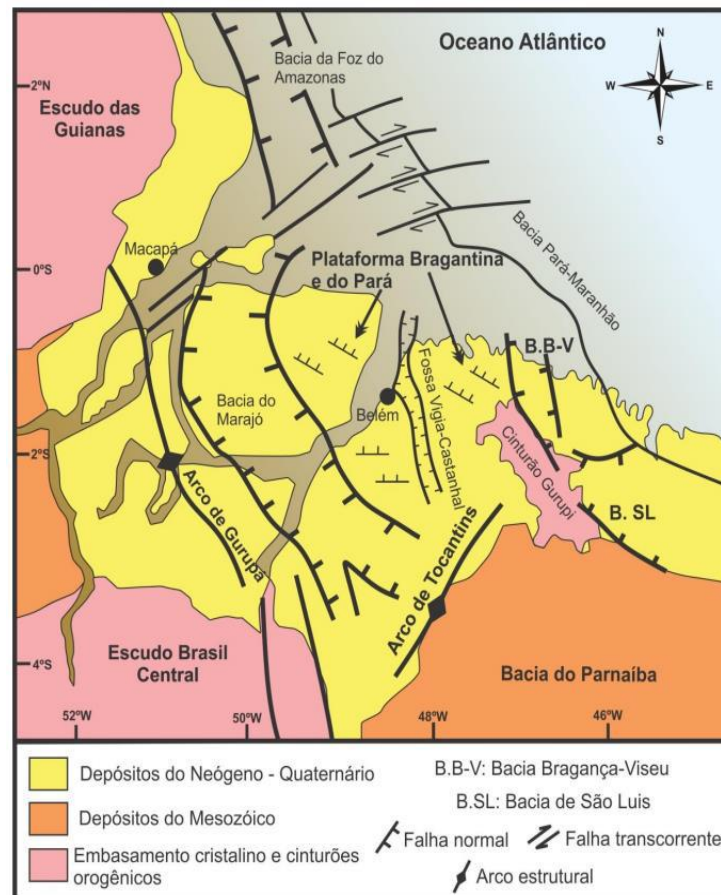 Oceano Atlântico
N
W
E
S
Bacia da Foz do
Amazonas
2ºN
Escudo das
Guianas
Macapá
0ºS
Plataforma Bragantina
e do Pará
Bacia Pará-Maranhão
B.B-V
Bacia do
Marajó
Belém
Fossa Vigia-Castanhal
2ºS
Cinturão Gurupi
Arco de Gurupá
B. SL
Arco de Tocantins
4ºS
Escudo Brasil
Central
Bacia do Parnaíba
52ºW
50ºW
48ºW
46ºW
Depósitos do Neógeno - Quaternário
Depósitos do Mesozóico
Embasamento cristalino e cinturões
orogênicos
B.B-V: Bacia Bragança-Viseu
B.SL: Bacia de São Luis
Falha normal
Falha transcorrente
Arco estrutural